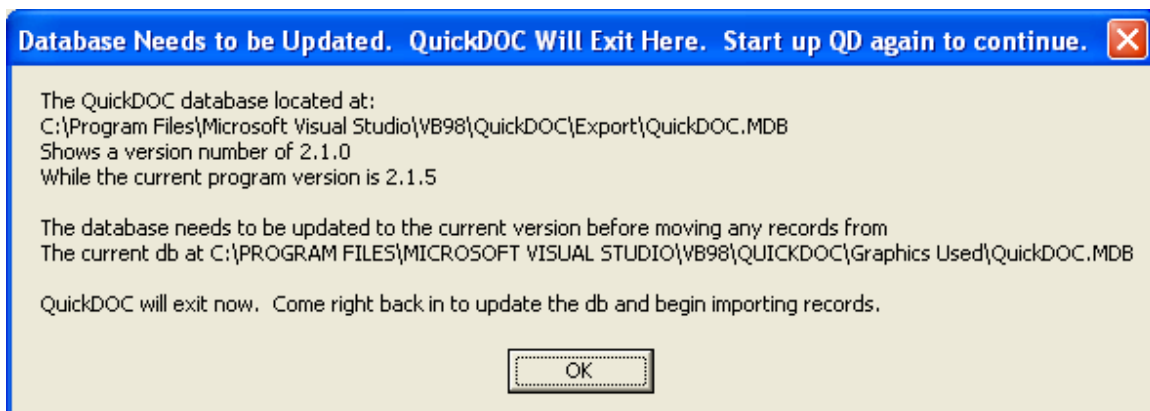 Database Needs to be Updated.  QuickDOC Will Exit Here.  Start up QD again to continue.
The QuickDOC database located at:
C:\Program Files\Microsoft Visual Studio\VB98\QuickDOC\Export\QuickDOC.MDB
Shows a version number of 2.1.0
While the current program version is 2.1.5
The database needs to be updated to the current version before moving any records from
The current db at C:\PROGRAM FILES\MICROSOFT VISUAL STUDIO\VB98\QUICKDOC\Graphics Used\QuickDOC.MDB
QuickDOC will exit now.  Come right back in to update the db and begin importing records.
OK